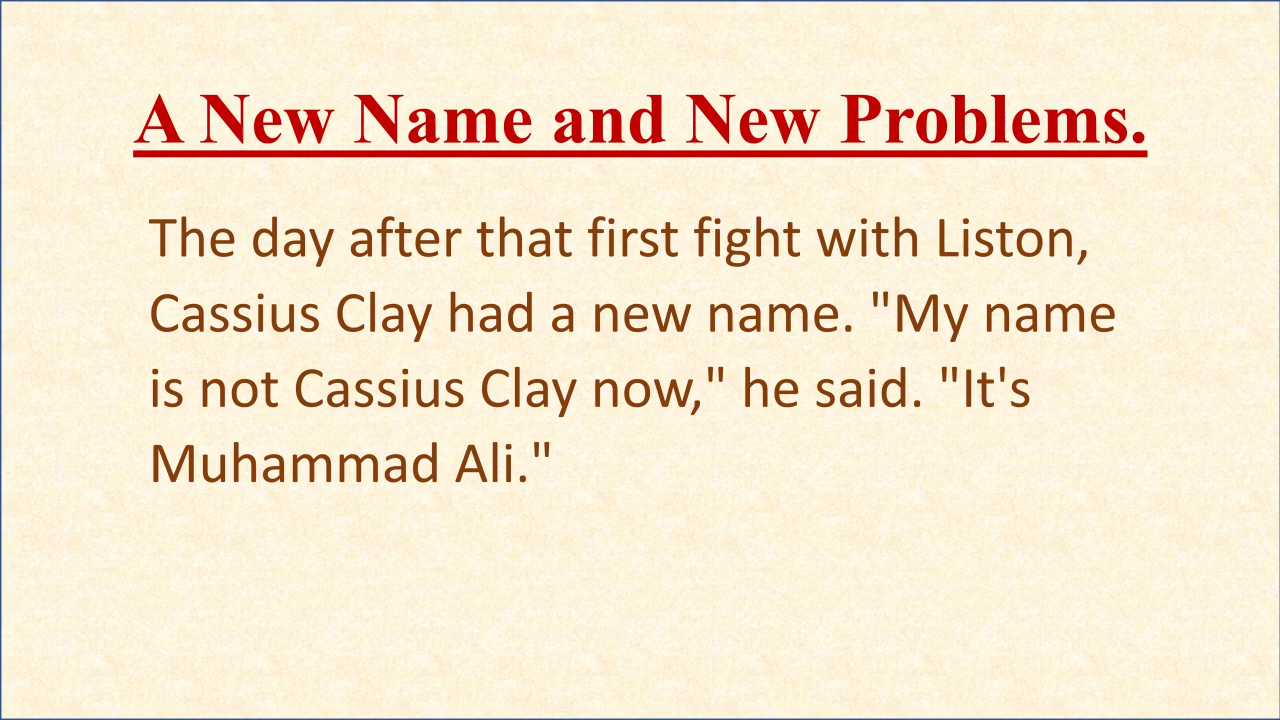 A New Name and New Problems.
The day after that first fight with Liston,
Cassius Clay had a new name. "My name
is not Cassius Clay now," he said. "It's
Muhammad Ali."